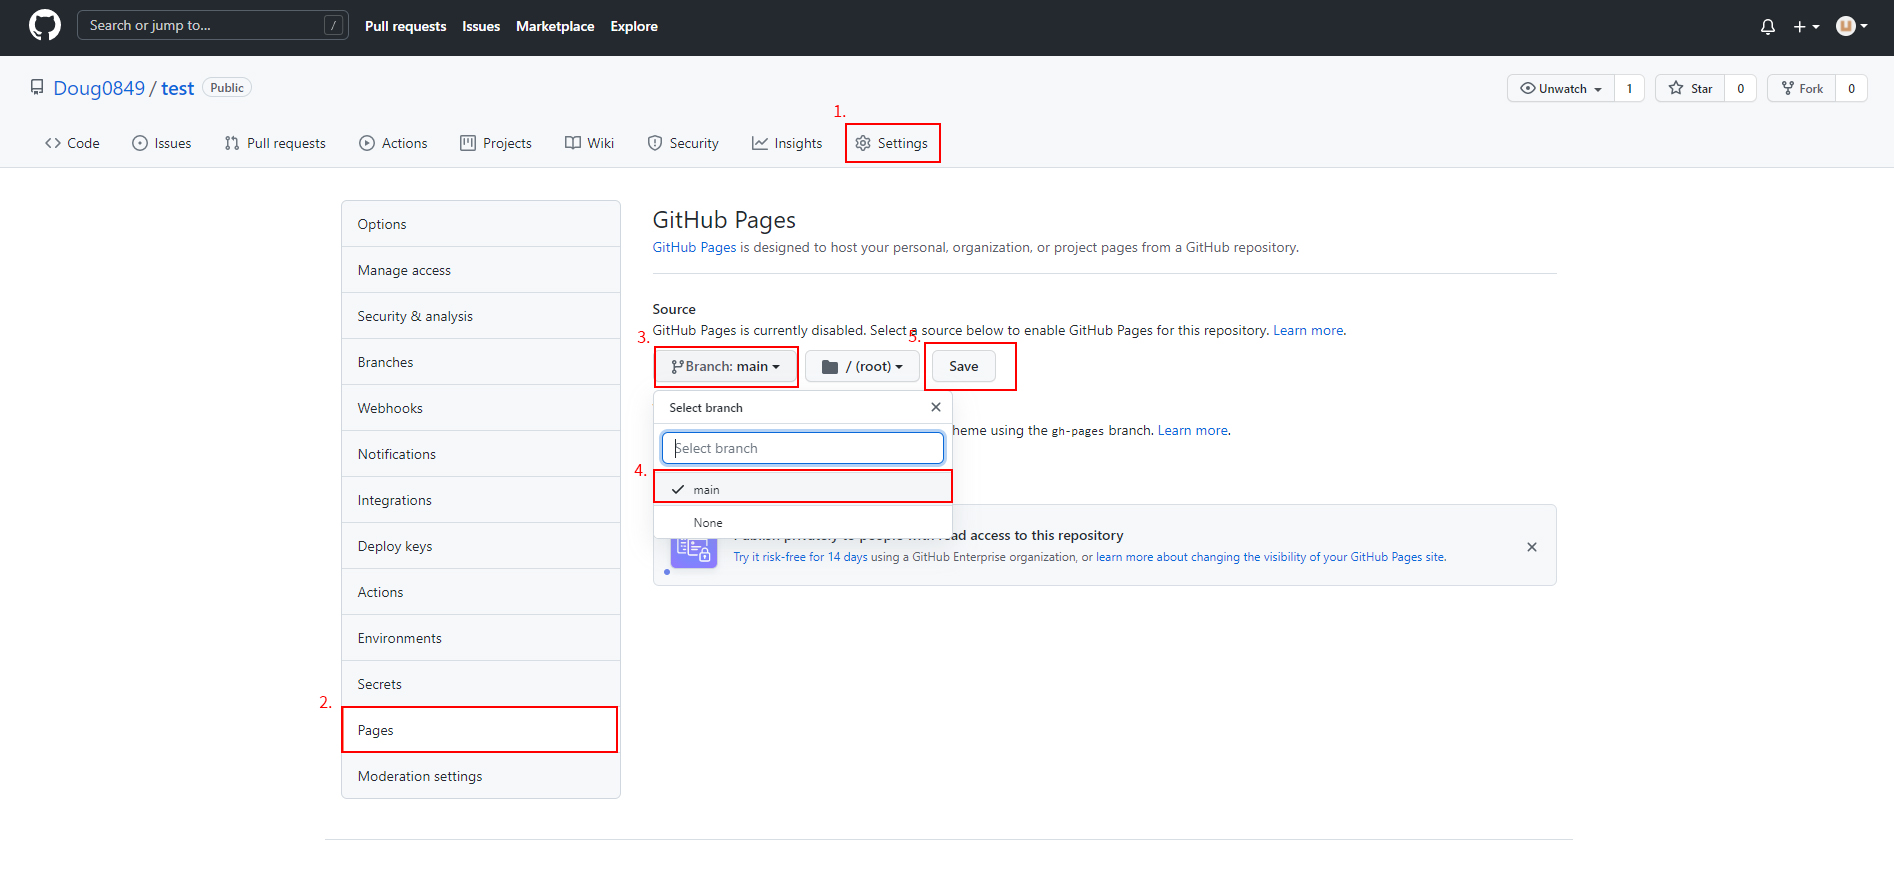 Search or jump to... /
Pull requests Issues Marketplace Explore
Doug0849 / test Public
Unwatch 1 Star 0 Fork 0
1.
Code Issues Pull requests Actions Projects Wiki Security Insights Settings
Options
Manage access
Security & analysis
Branches
Webhooks
Notifications
Integrations
Deploy keys
Actions
Environments
Secrets
2.
Pages
Moderation settings
GitHub Pages
GitHub Pages is designed to host your personal, organization, or project pages from a GitHub repository.
Source
GitHub Pages is currently disabled. Select a source below to enable GitHub Pages for this repository. Learn more.
3. 5.
Branch: main / (root) Save
Select branch
heme using the gh-pages branch. Learn more.
Select branch
4.
main
None
to this repository
Try it risk-free for 14 days using a GitHub Enterprise organization, or learn more about changing the visibility of your GitHub Pages site.